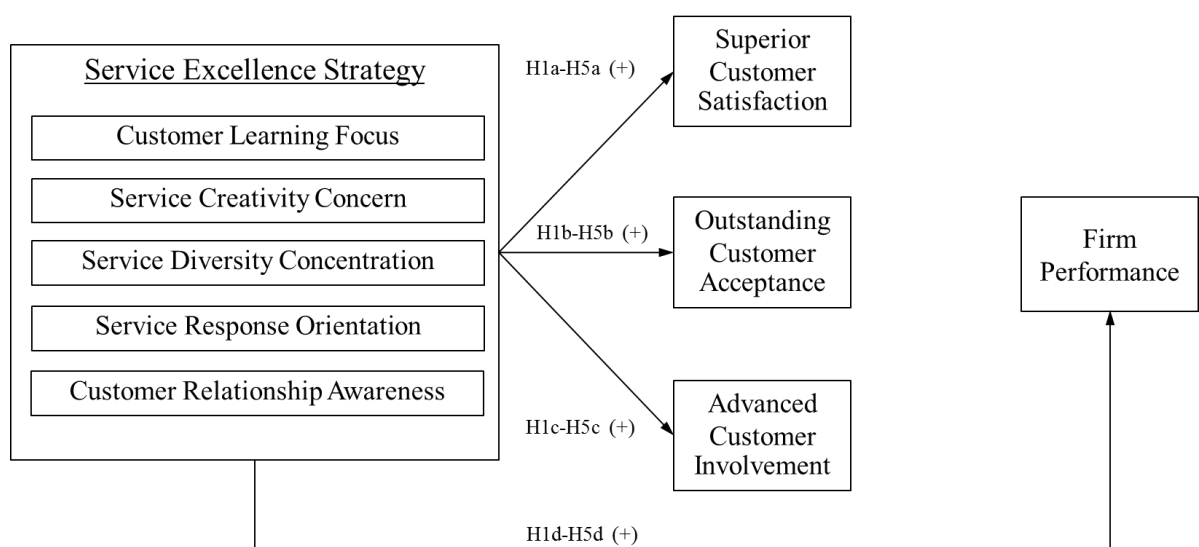 Service Excellence Strategy
Customer Learning Focus
Service Creativity Concern
Service Diversity Concentration
Service Response Orientation
Customer Relationship Awareness
H1a-H5a (+)
H1b-H5b (+)
H1c-H5c (+)
H1d-H5d (+)
Superior
Customer
Satisfaction
Outstanding
Customer
Acceptance
Advanced
Customer
Involvement
Firm
Performance